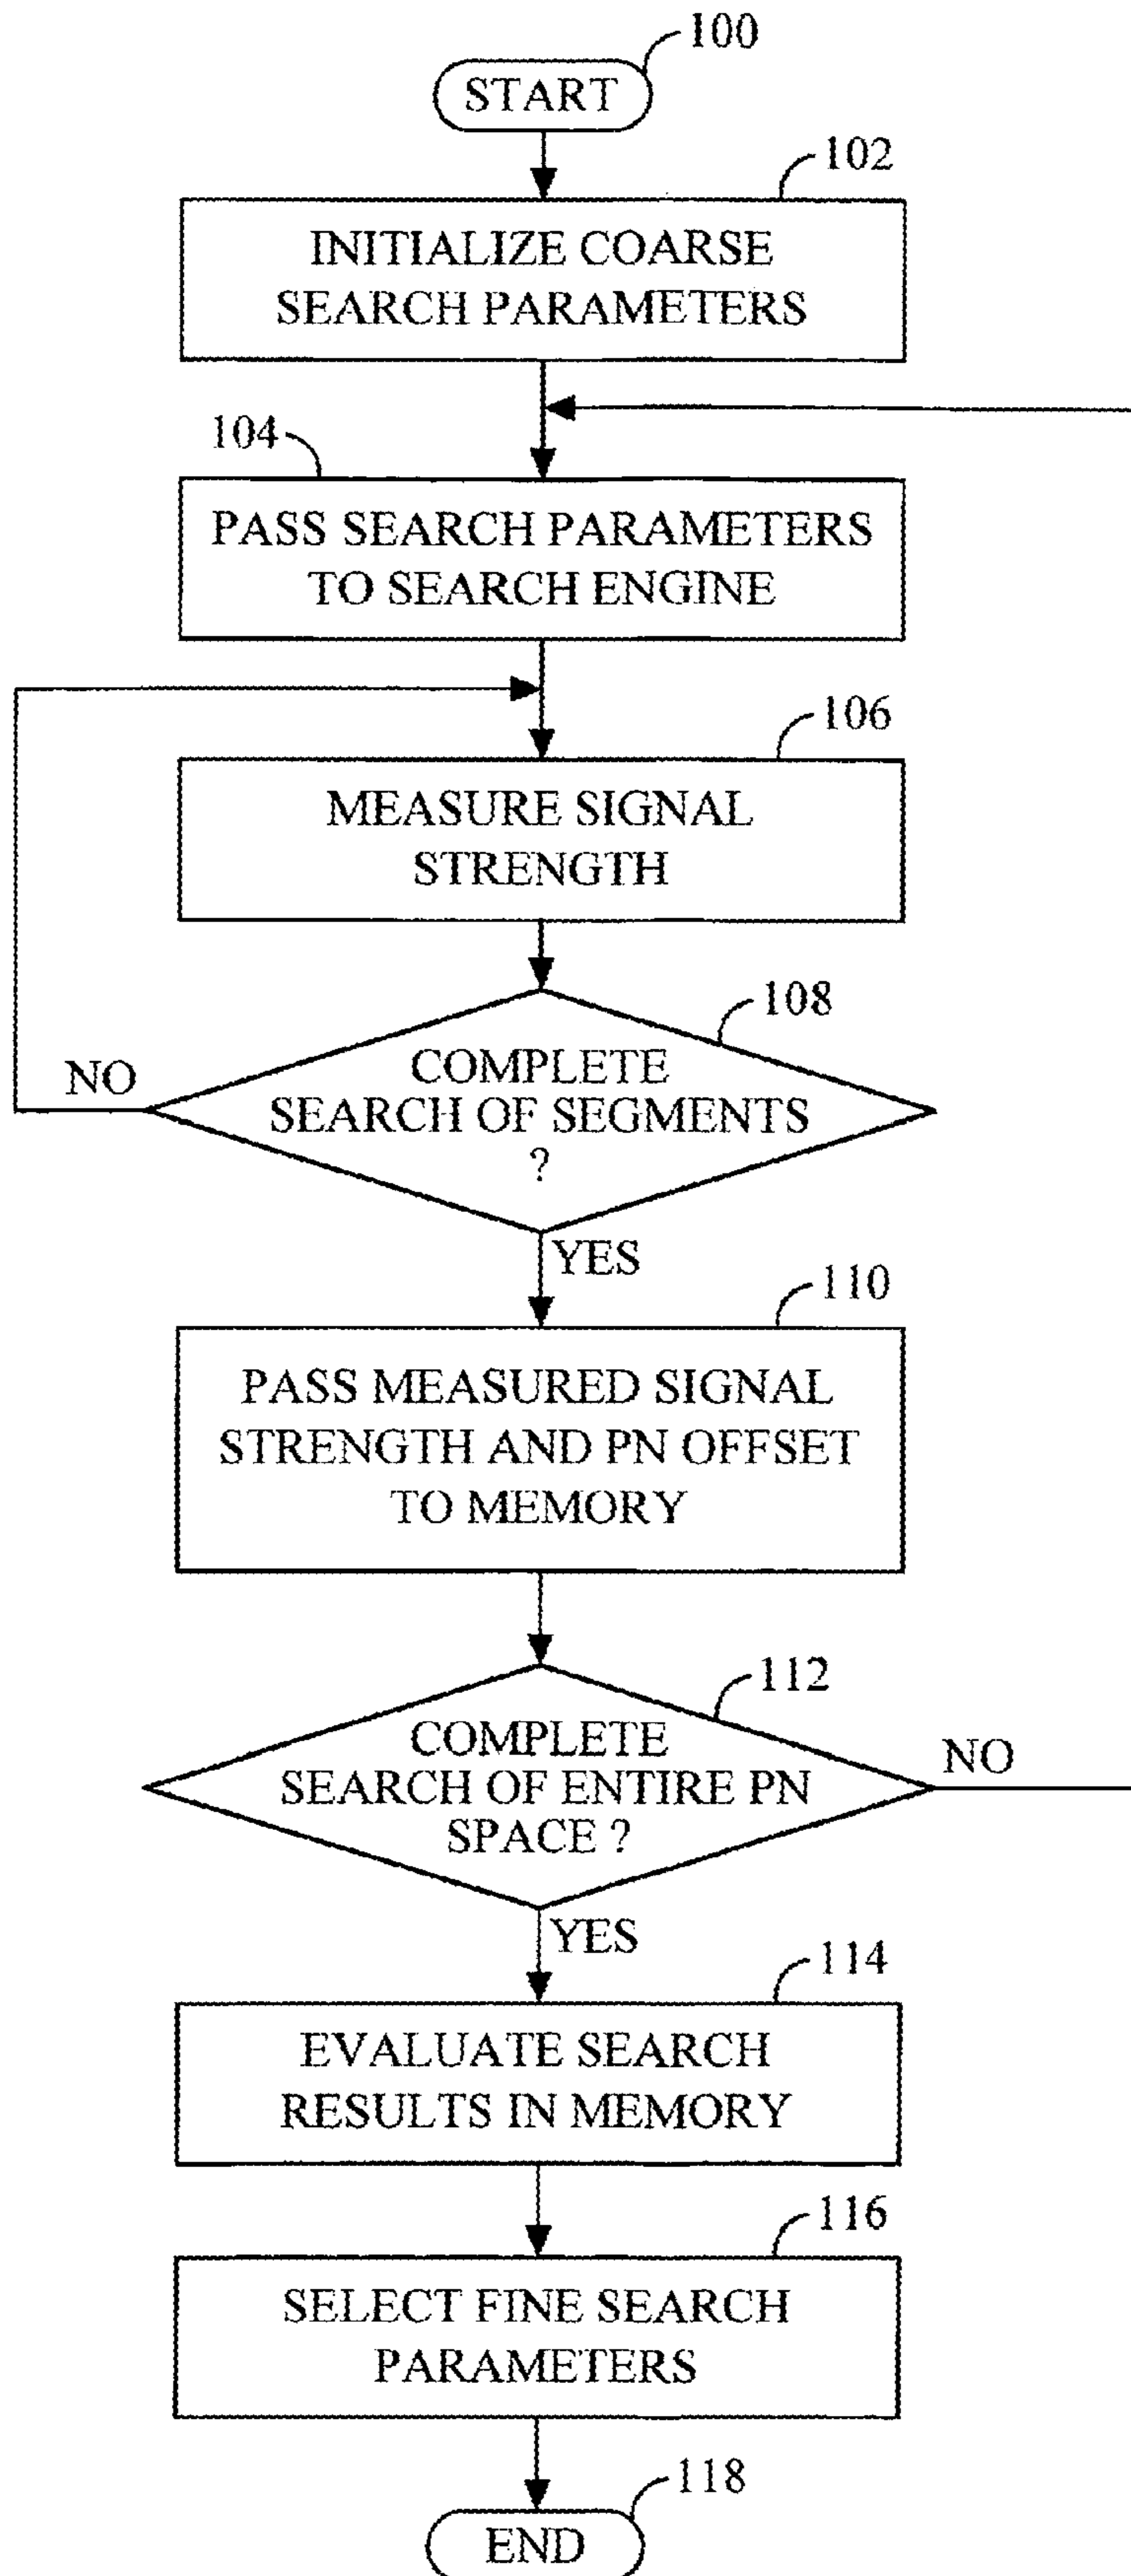 100
START
102
INITIALIZE COARSE
SEARCH PARAMETERS
104
PASS SEARCH PARAMETERS
TO SEARCH ENGINE
106
MEASURE SIGNAL
STRENGTH
108
COMPLETE
SEARCH OF SEGMENTS
?
NO
YES
110
PASS MEASURED SIGNAL
STRENGTH AND PN OFFSET
TO MEMORY
112
COMPLETE
SEARCH OF ENTIRE PN
SPACE ?
NO
YES
114
EVALUATE SEARCH
RESULTS IN MEMORY
116
SELECT FINE SEARCH
PARAMETERS
118
END